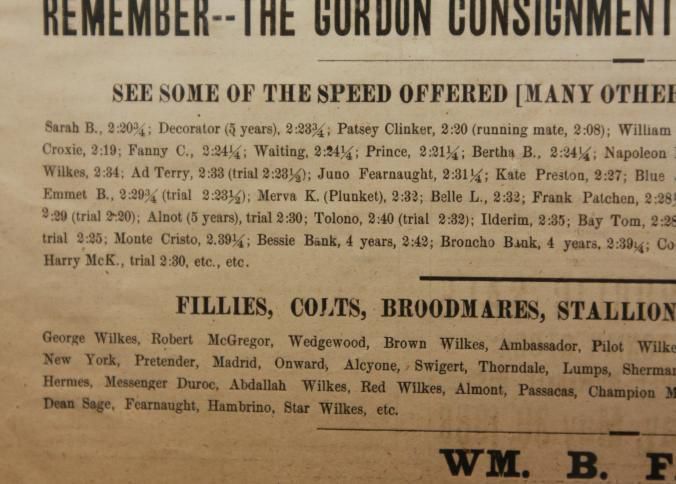 REMEMBER--THE GORDON CONSIGNMENT
SEE SOME OF THE SPEED OFFERED [MANY OTHER
Sarah B., 2:20¾; Decorator (5 years), 2:23¾; Patsey Clinker, 2:20 (running mate, 2:08); William
Croxie, 2:19; Fanny C., 2:24¼; Waiting, 2:24¼; Prince, 2:21¼; Bertha B., 2:24¼; Napoleon
Wilkes, 2:34; Ad Terry, 2:33 (trial 2:23½); Juno Fearnaught, 2:31¼; Kate Preston, 2:27; Blue
Emmet B., 2:29¾ (trial 2:23½); Merva K. (Plunket), 2:32; Belle L., 2:32; Frank Patchen, 2:28
2:29 (trial 2:20); Alnot (5 years), trial 2:30; Tolono, 2:40 (trial 2:32); Ilderim, 2:35; Bay Tom, 2:28
trial 2:25; Monte Cristo, 2.39¼; Bessie Bank, 4 years, 2:42; Broncho Bank, 4 years, 2:39¼; Co
Harry McK., trial 2:30, etc., etc.
FILLIES, COLTS, BROODMARES, STALLION
George Wilkes, Robert McGregor, Wedgewood, Brown Wilkes, Ambassador, Pilot Wilke
New York, Pretender, Madrid, Onward, Alcyone, Swigert, Thorndale, Lumps, Sherma
Hermes, Messenger Duroc, Abdallah Wilkes, Red Wilkes, Almont, Passacas, Champion M
Dean Sage, Fearnaught, Hambrino, Star Wilkes, etc.
WM. B. F